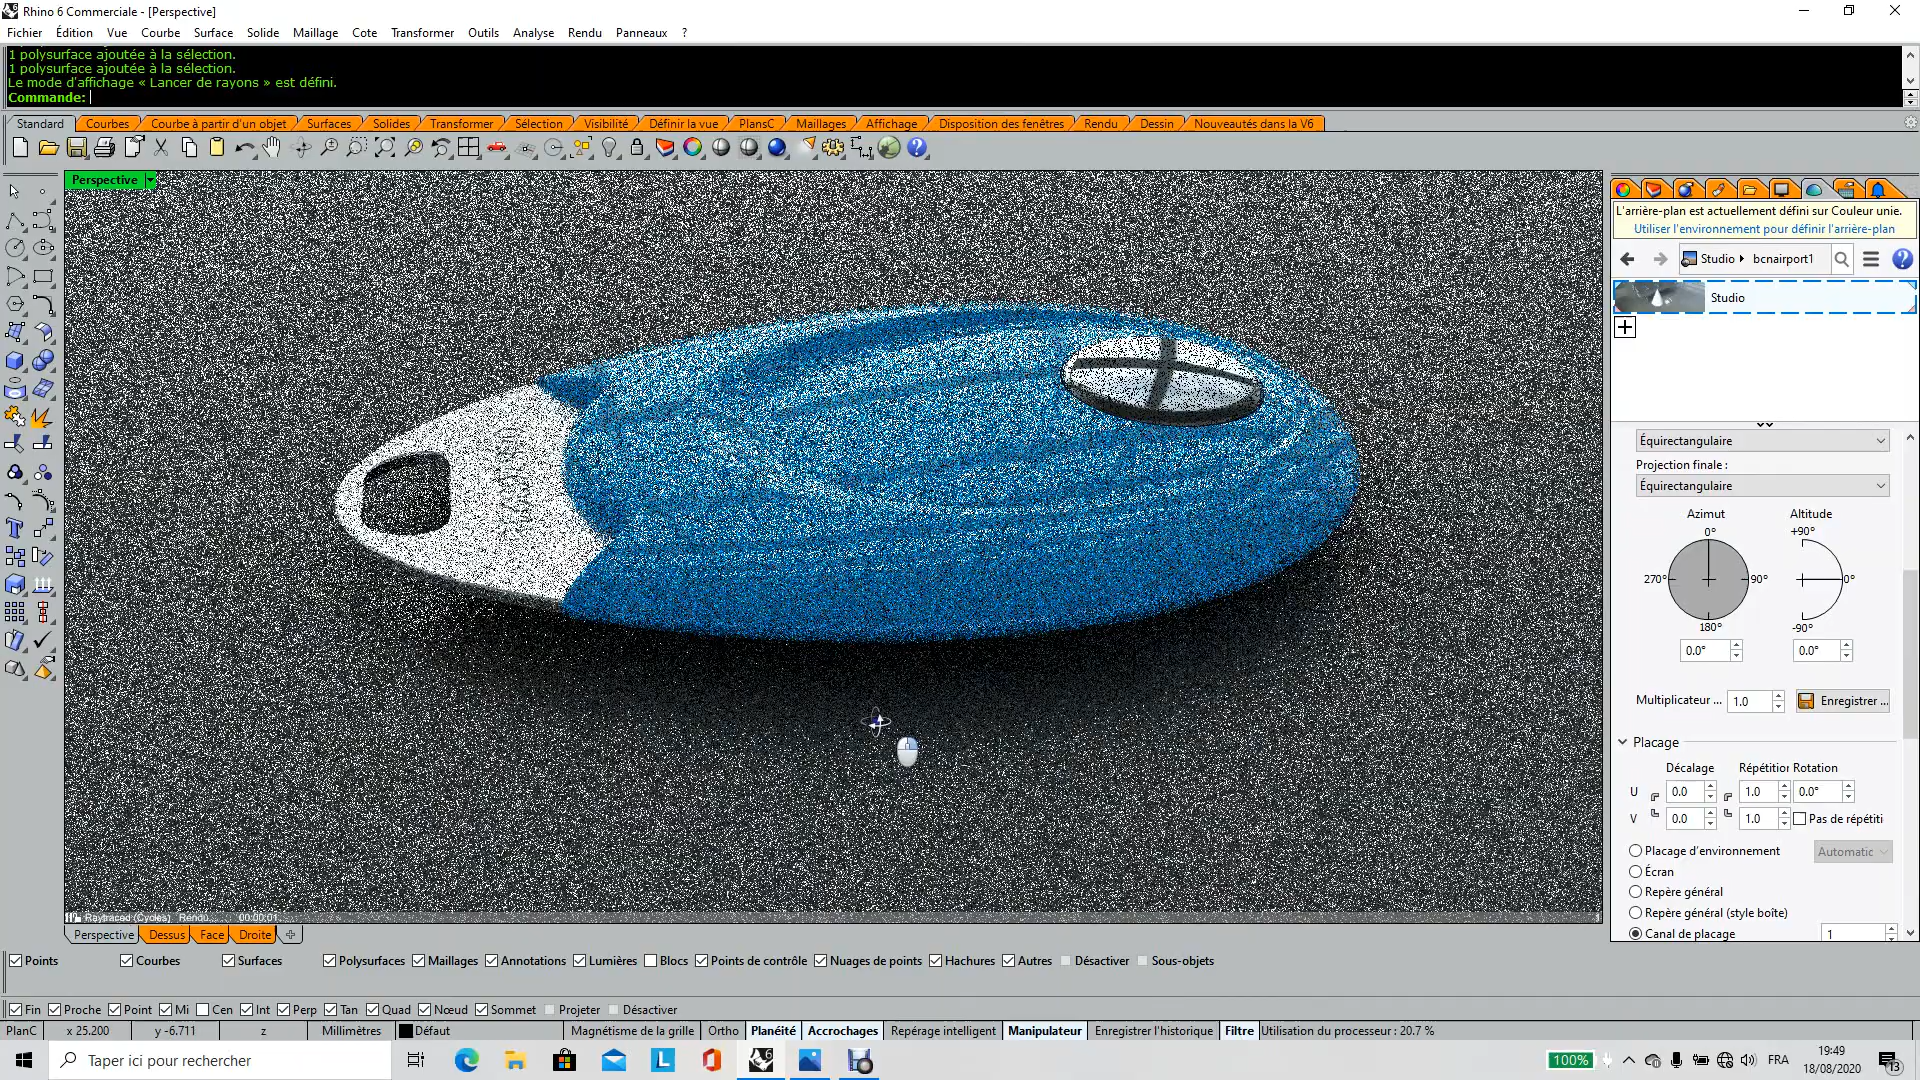 Rhino 6 Commerciale - [Perspective]
Fichier Édition Vue Courbe Surface Solide Maillage Cote Transformer Outils Analyse Rendu Panneaux ?
1 polysurface ajoutée à la sélection.
1 polysurface ajoutée à la sélection.
Le mode d'affichage « Lancer de rayons » est défini.
Commande:
Standard Courbes Courbe à partir d'un objet Surfaces Solides Transformer Sélection Visibilité Définir la vue PlansC Maillages Affichage Disposition des fenêtres Rendu Dessin Nouveautés dans la V6
Perspective
L'arrière-plan est actuellement défini sur Couleur unie.
Utiliser l'environnement pour définir l'arrière-plan
Studio bcnairport1
Studio
Équirectangulaire
Projection finale :
Équirectangulaire
Azimut Altitude
0° +90°
270° 90° 0°
180° -90°
0.0° 0.0°
Multiplicateur ... 1.0 Enregistrer ...
Placage
Décalage Répétition Rotation
U 0.0 1.0 0.0°
V 0.0 1.0 Pas de répétiti
Placage d'environnement Automatic
Écran
Repère général
Repère général (style boîte)
Canal de placage 1
Raytraced (Cycles) Rendu... 00:00:01
Perspective Dessus Face Droite
Points Courbes Surfaces Polysurfaces Maillages Annotations Lumières Blocs Points de contrôle Nuages de points Hachures Autres Désactiver Sous-objets
Fin Proche Point Mi Cen Int Perp Tan Quad Nœud Sommet Projeter Désactiver
PlanC x 25.200 y -6.711 z Millimètres Défaut Magnétisme de la grille Ortho Planéité Accrochages Repérage intelligent Manipulateur Enregistrer l'historique Filtre Utilisation du processeur : 20.7 %
Taper ici pour rechercher
100% FRA 19:49
18/08/2020
13